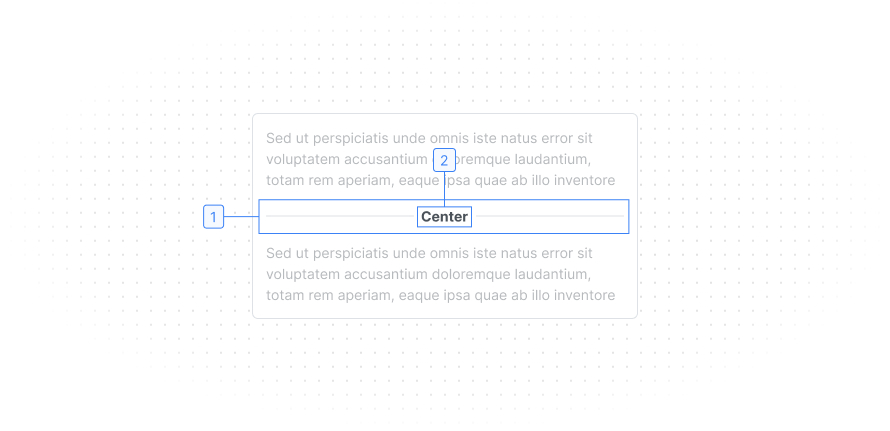 Sed ut perspiciatis unde omnis iste natus error sit
2
voluptatem accusantium doremque laudantium,
totam rem aperiam, eaque ipsa quae ab illo inventore
1
Center
Sed ut perspiciatis unde omnis iste natus error sit
voluptatem accusantium doloremque laudantium,
totam rem aperiam, eaque ipsa quae ab illo inventore